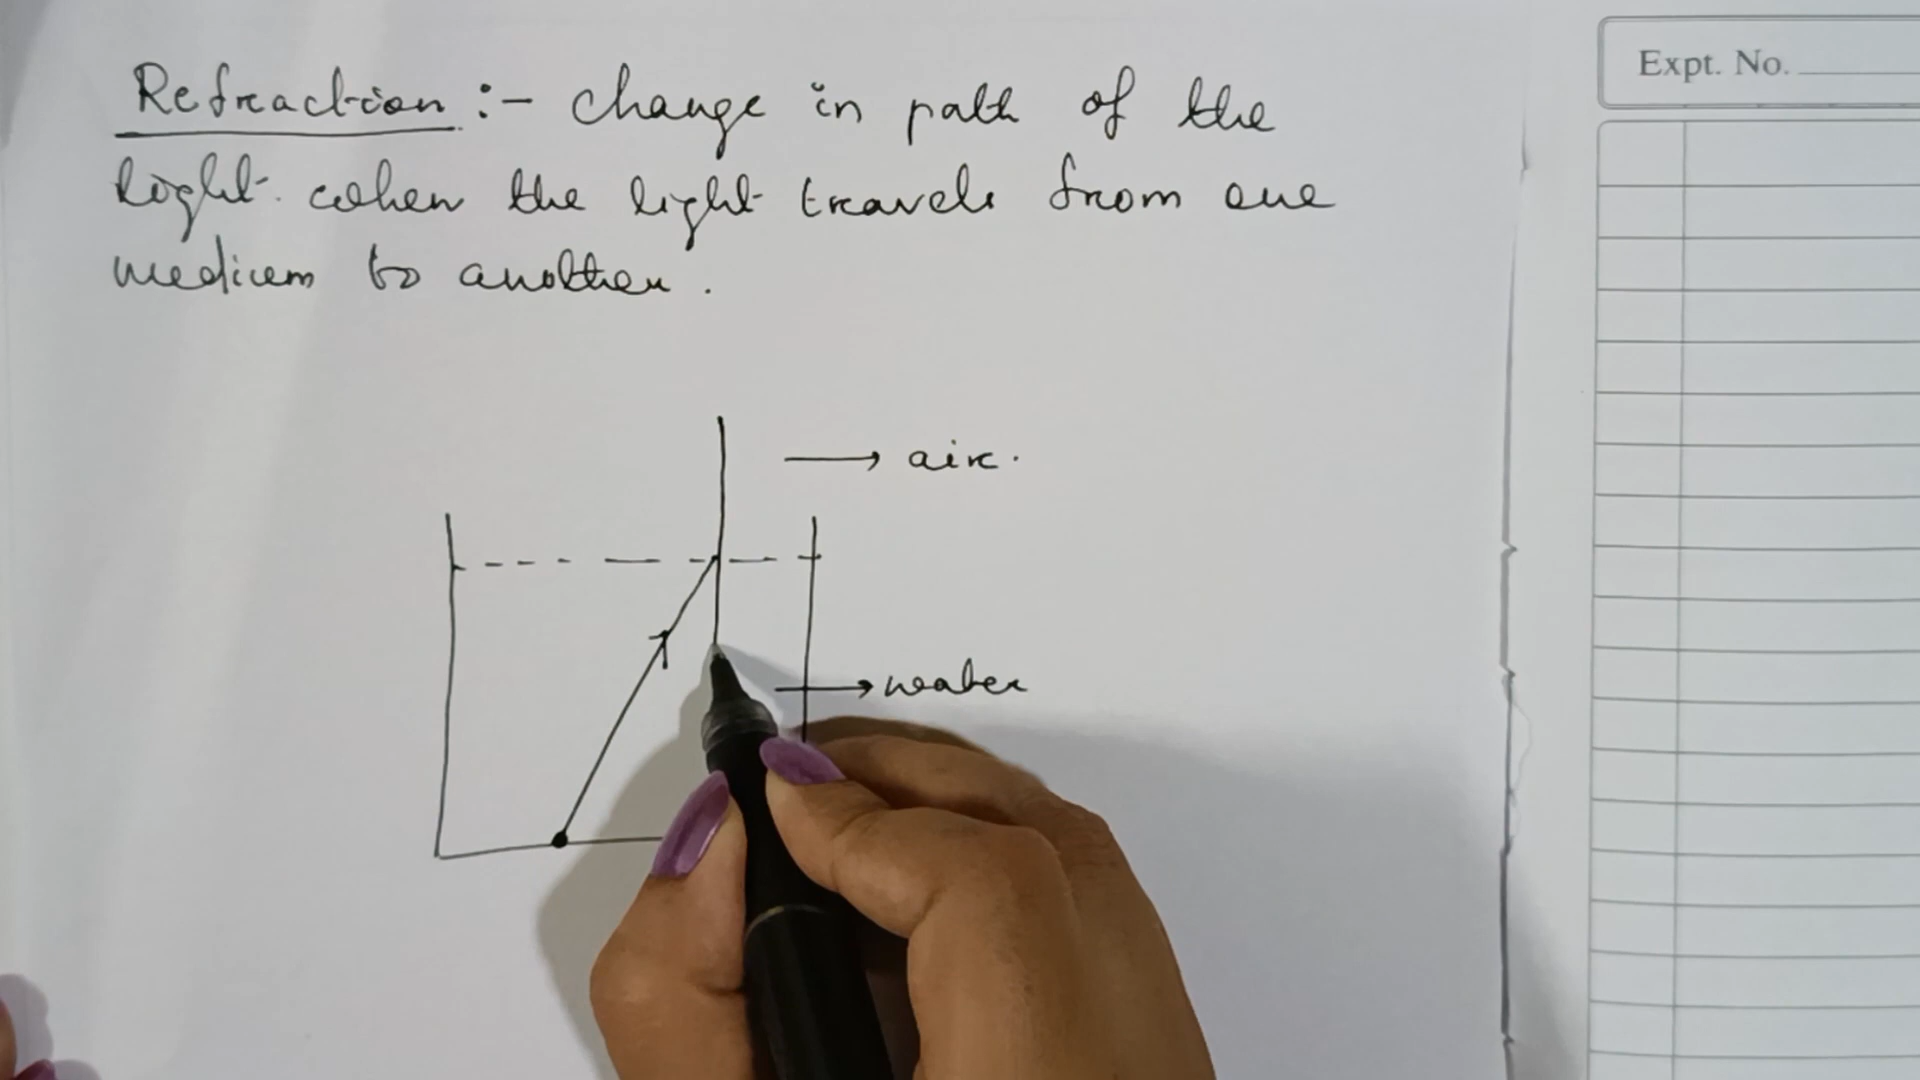 Refraction :- change in path of the
light. when the light travels from one
medium to another.
air.
water
Expt. No.